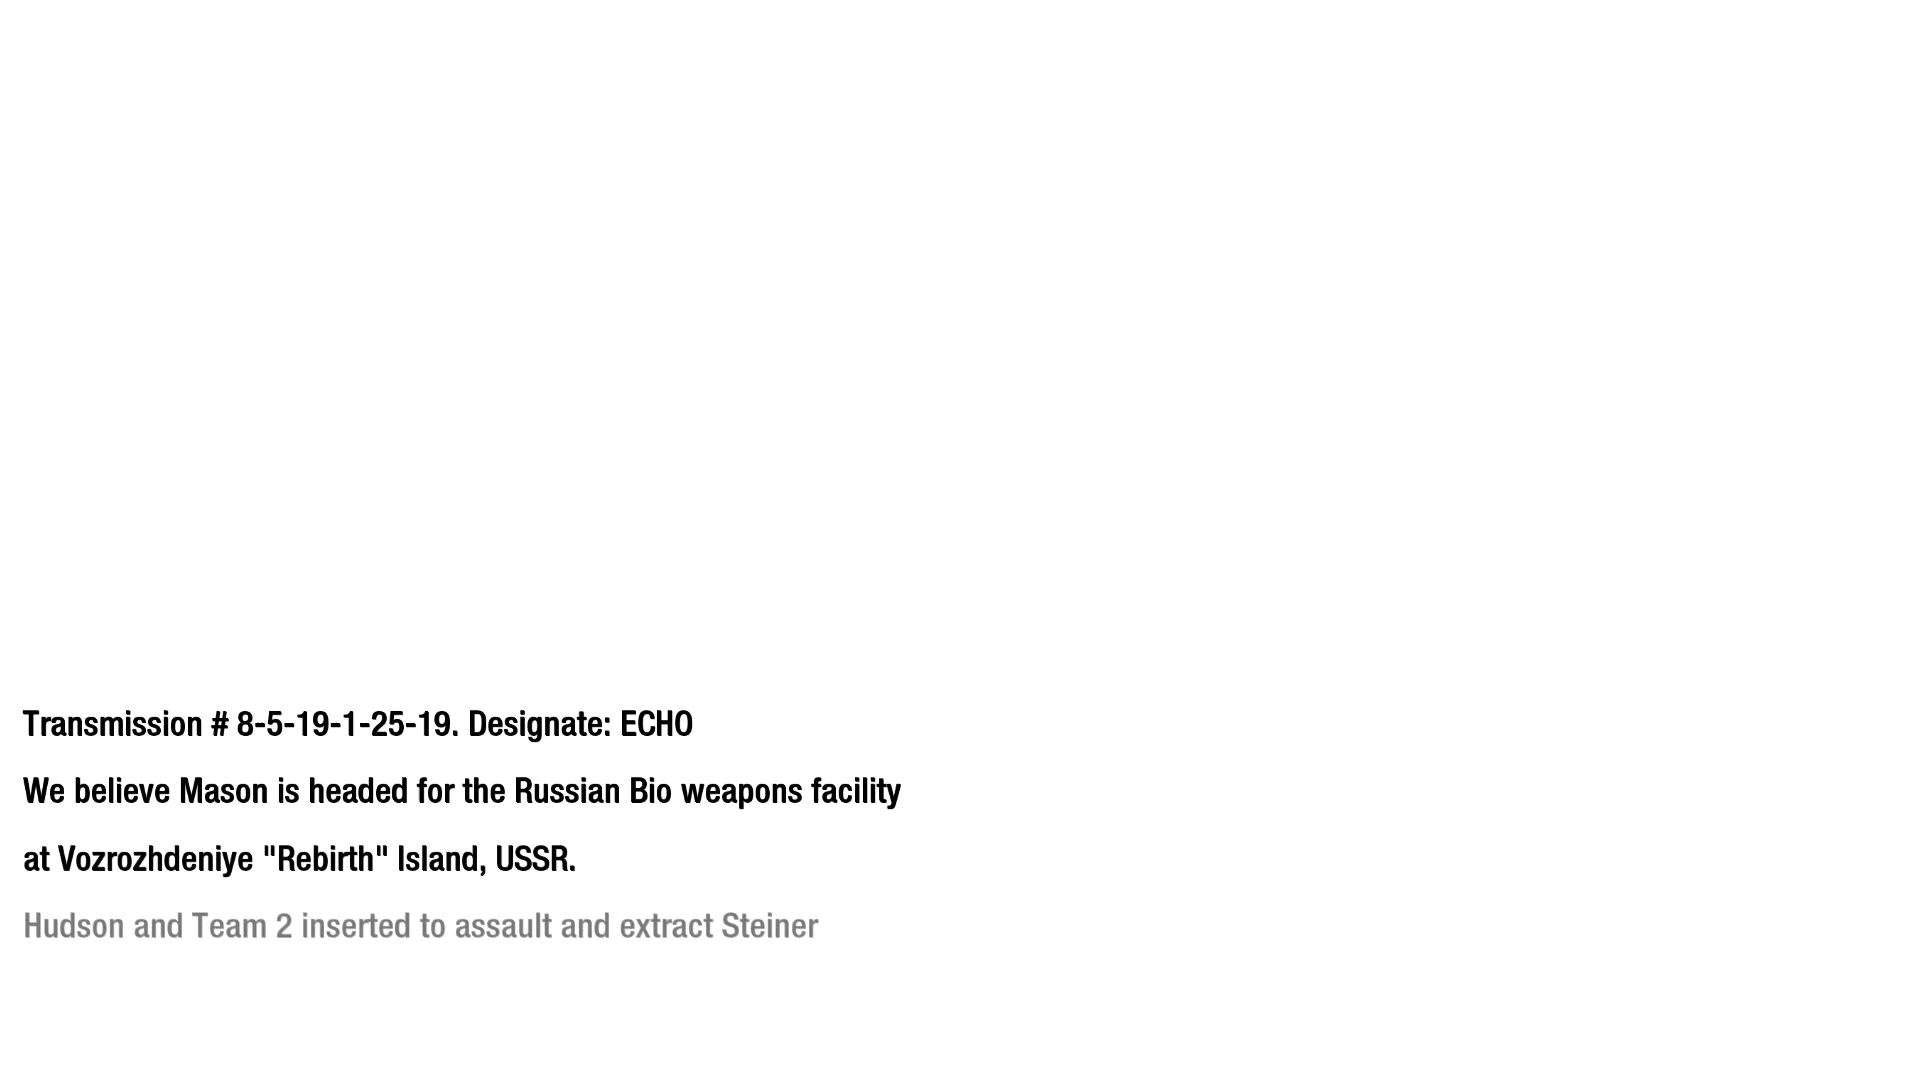 Transmission # 8-5-19-1-25-19. Designate: ECHO
We believe Mason is headed for the Russian Bio weapons facility
at Vozrozhdeniye "Rebirth" Island, USSR.
Hudson and Team 2 inserted to assault and extract Steiner